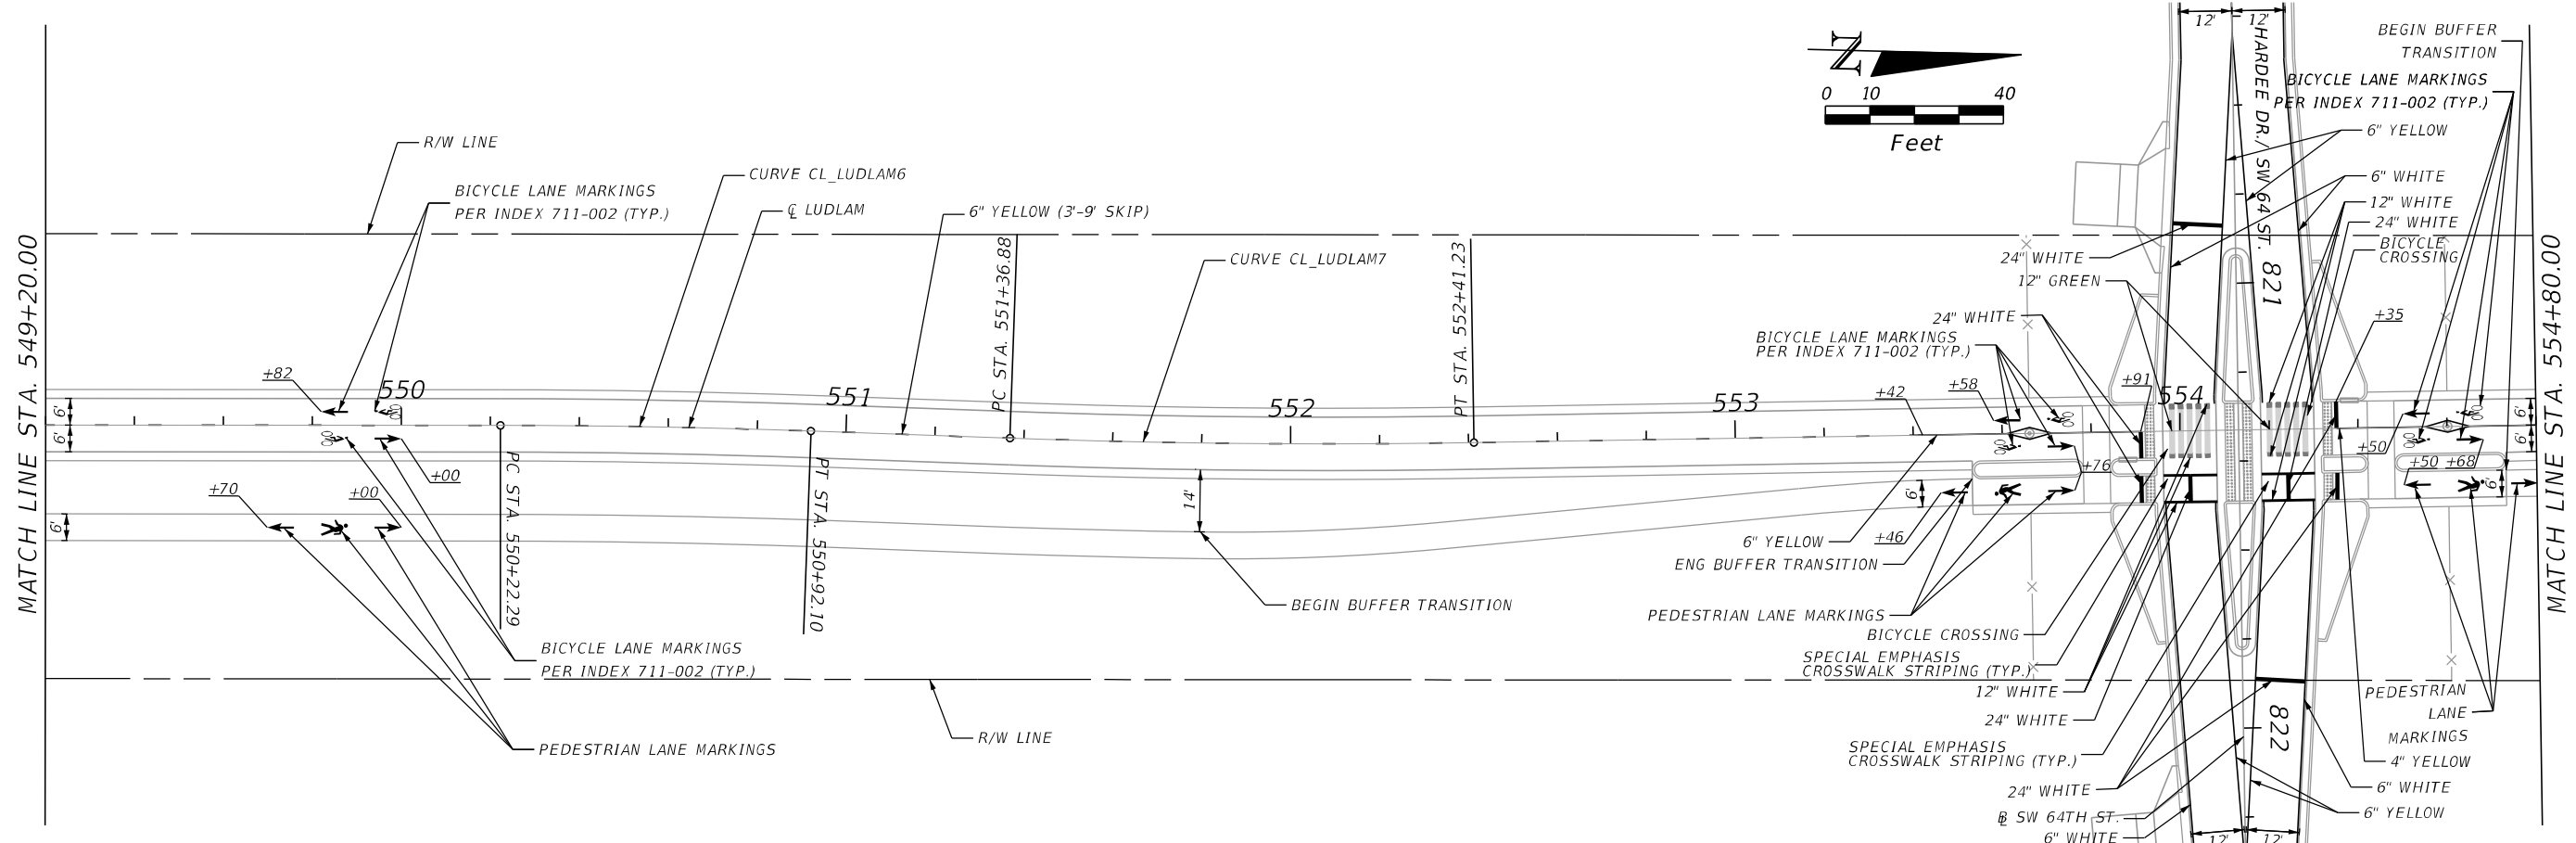 MATCH LINE STA. 549+20.00
R/W LINE
BICYCLE LANE MARKINGS
PER INDEX 711-002 (TYP.)
CURVE CL_LUDLAM6
℄ LUDLAM
6" YELLOW (3'-9' SKIP)
PC STA. 551+36.88
CURVE CL_LUDLAM7
PT STA. 552+41.23
N
0 10 40
Feet
12' 12'
HARDEE DR./ SW 64 ST.
821
BEGIN BUFFER
TRANSITION
BICYCLE LANE MARKINGS
PER INDEX 711-002 (TYP.)
6" YELLOW
6" WHITE
12" WHITE
24" WHITE
BICYCLE
CROSSING
24" WHITE
12" GREEN
24" WHITE
BICYCLE LANE MARKINGS
PER INDEX 711-002 (TYP.)
+35
MATCH LINE STA. 554+80.00
+82
550
551
552
553
554
+42
+58
+91
6'
6'
6'
6'
+00
+70
+00
6'
PC STA. 550+22.29
PT STA. 550+92.10
14'
6'
+46
+76
+50
+50
+68
6'
6" YELLOW
ENG BUFFER TRANSITION
BEGIN BUFFER TRANSITION
PEDESTRIAN LANE MARKINGS
BICYCLE CROSSING
SPECIAL EMPHASIS
CROSSWALK STRIPING (TYP.)
12" WHITE
24" WHITE
SPECIAL EMPHASIS
CROSSWALK STRIPING (TYP.)
24" WHITE
℄ SW 64TH ST.
6" WHITE
BICYCLE LANE MARKINGS
PER INDEX 711-002 (TYP.)
PEDESTRIAN LANE MARKINGS
R/W LINE
822
PEDESTRIAN
LANE
MARKINGS
4" YELLOW
6" WHITE
6" YELLOW
12' 12'